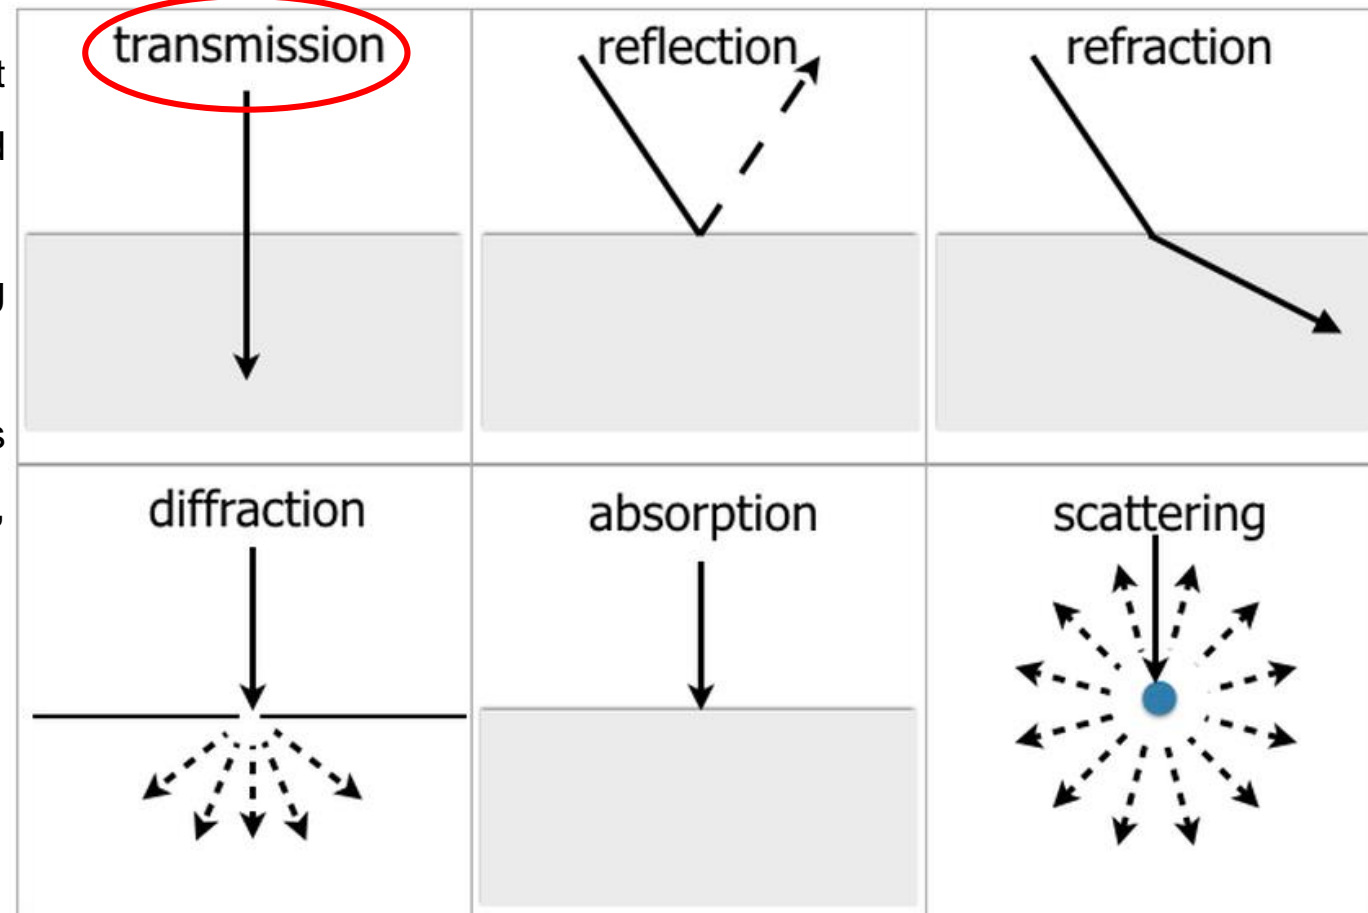 transmission
reflection
refraction
diffraction
absorption
scattering